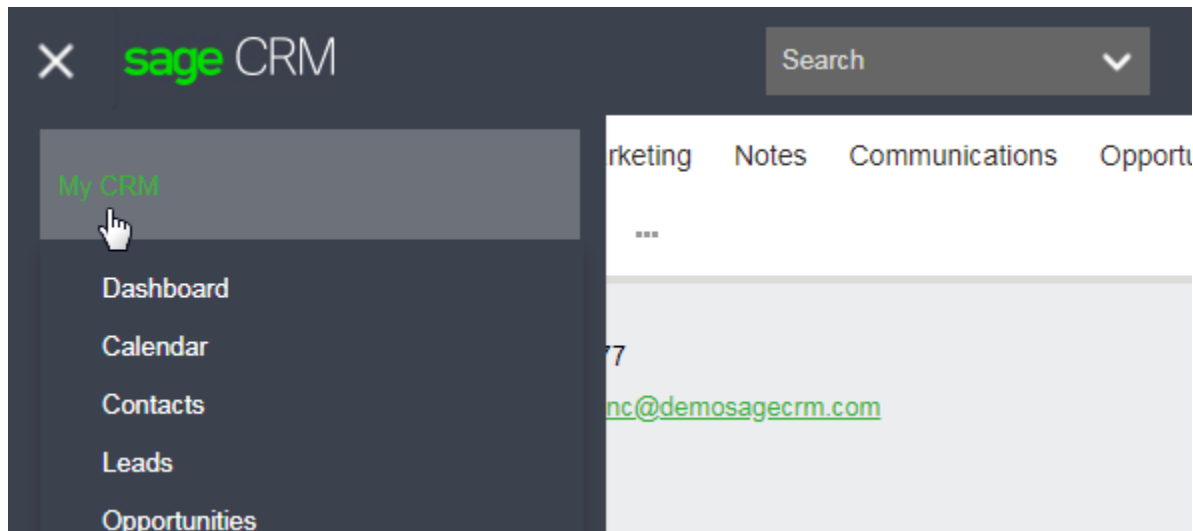 sage CRM
Search
My CRM
rketing Notes Communications Opportu
Dashboard
Calendar
77
Contacts
nc@demosagecrm.com
Leads
Opportunities